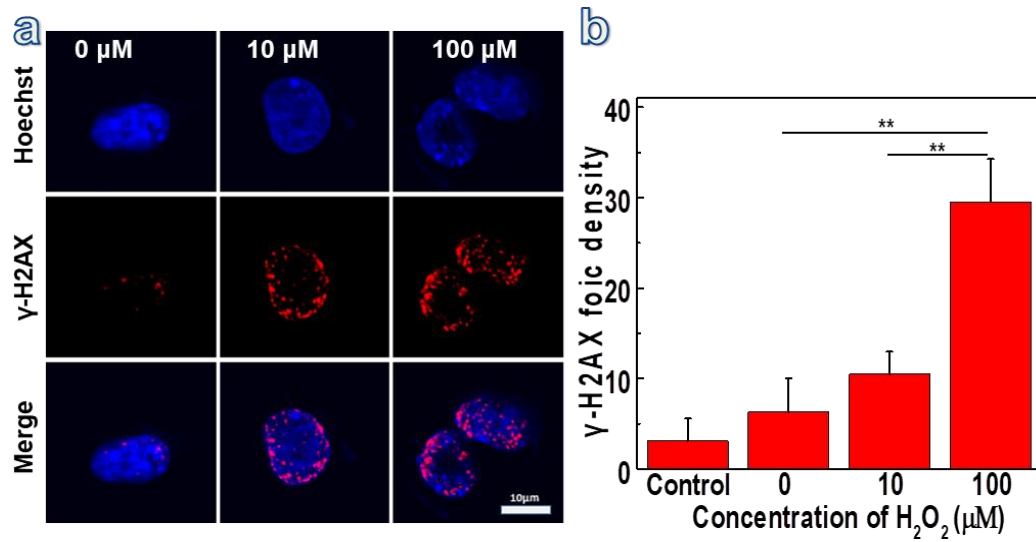 a
0 µM 10 µM 100 µM
Hoechst
γ-H2AX
Merge
10µm
b
γ-H2AX foic density
40
30
20
10
0
**
**
Control 0 10 100
Concentration of H₂O₂ (µM)